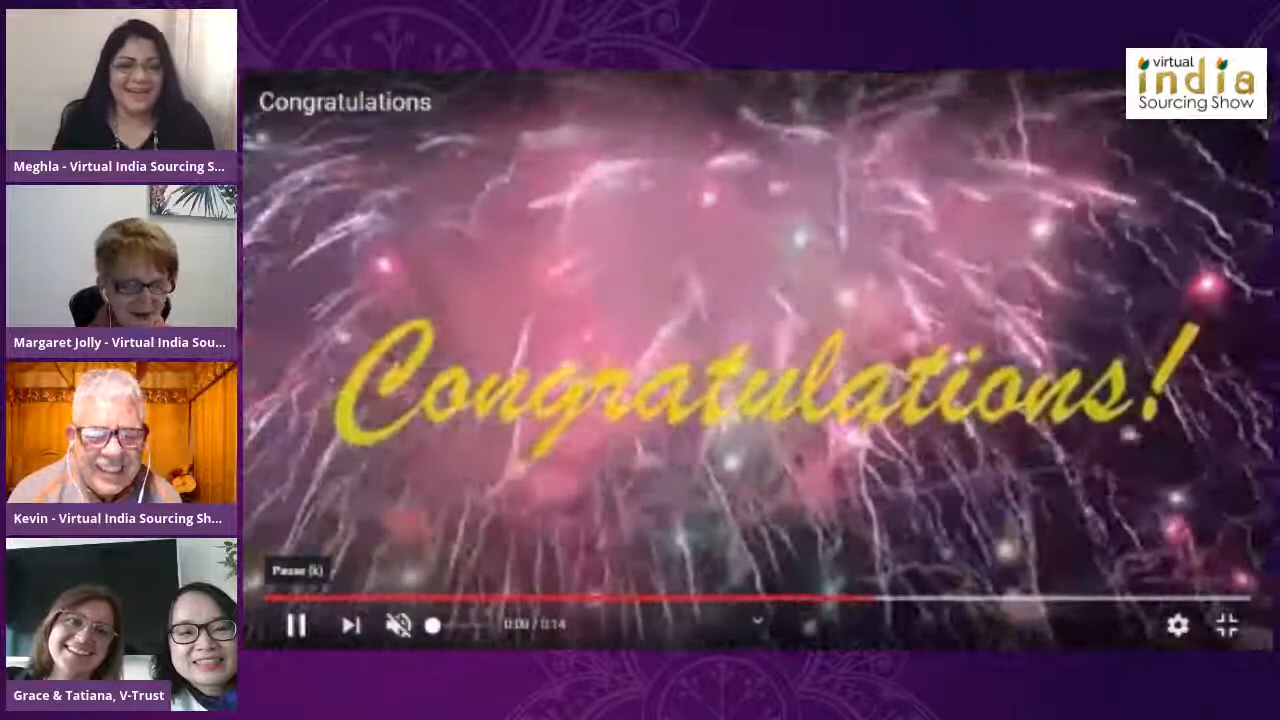 Meghla - Virtual India Sourcing S...
Margaret Jolly - Virtual India Sou...
Kevin - Virtual India Sourcing Sh...
Grace & Tatiana, V-Trust
Congratulations
Congratulations!
Pause (k)
0:09 / 0:14
virtual
india
Sourcing Show